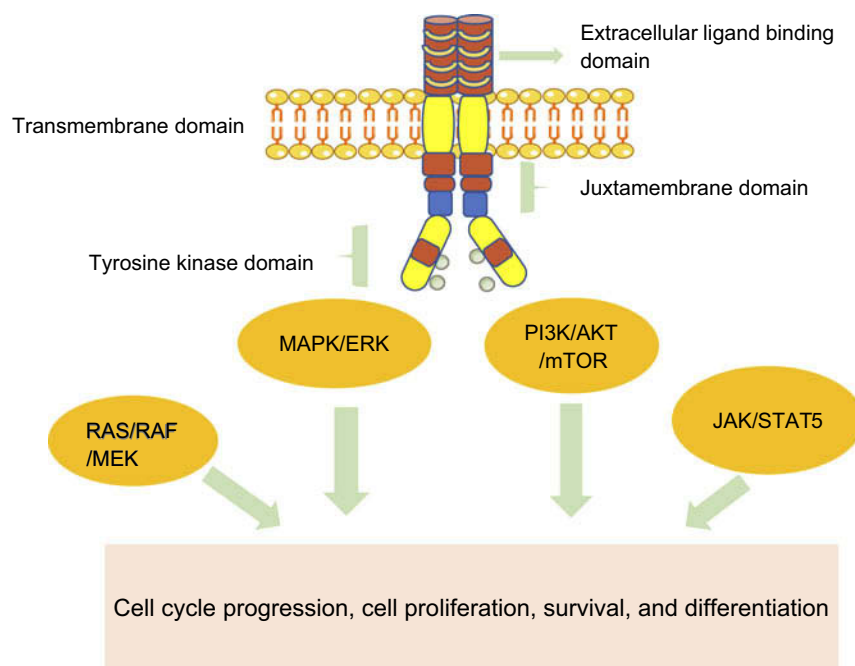 Extracellular ligand binding
domain
Transmembrane domain
Juxtamembrane domain
Tyrosine kinase domain
MAPK/ERK
PI3K/AKT
/mTOR
RAS/RAF
/MEK
JAK/STAT5
Cell cycle progression, cell proliferation, survival, and differentiation